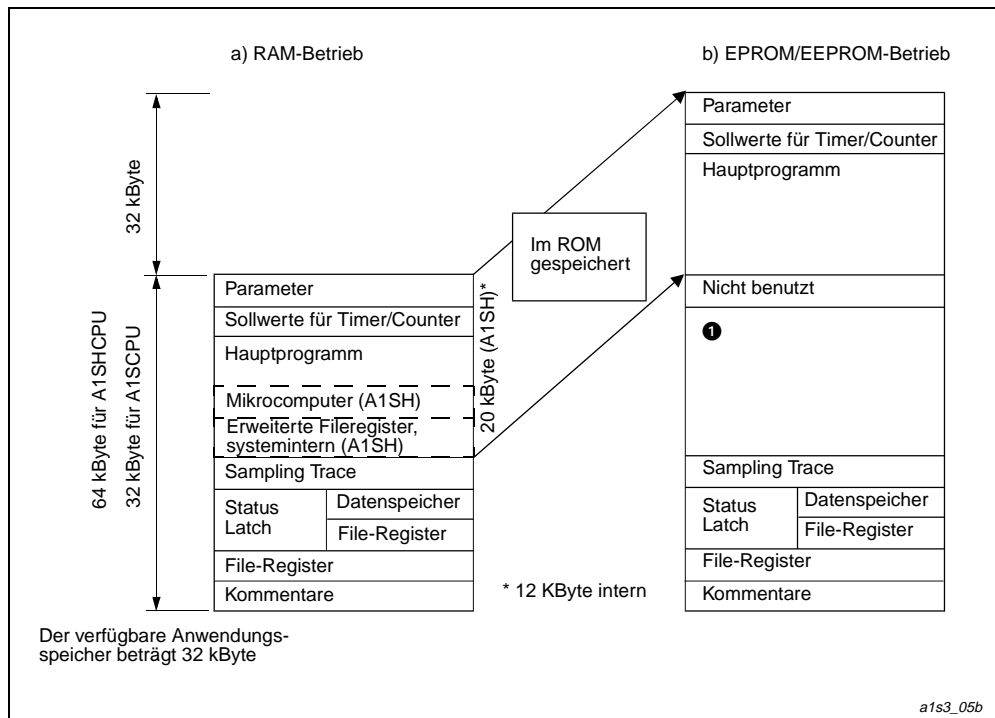 a) RAM-Betrieb
b) EPROM/EEPROM-Betrieb
32 kByte
64 kByte für A1SHCPU
32 kByte für A1SCPU
Parameter
Sollwerte für Timer/Counter
Hauptprogramm
Mikrocomputer (A1SH)
Erweiterte Fileregister,
systemintern (A1SH)
Sampling Trace
Status
Latch
Datenspeicher
File-Register
File-Register
Kommentare
20 kByte (A1SH)*
Im ROM
gespeichert
* 12 KByte intern
Parameter
Sollwerte für Timer/Counter
Hauptprogramm
Nicht benutzt
❶
Sampling Trace
Status
Latch
Datenspeicher
File-Register
File-Register
Kommentare
Der verfügbare Anwendungs-
speicher beträgt 32 kByte
a1s3_05b